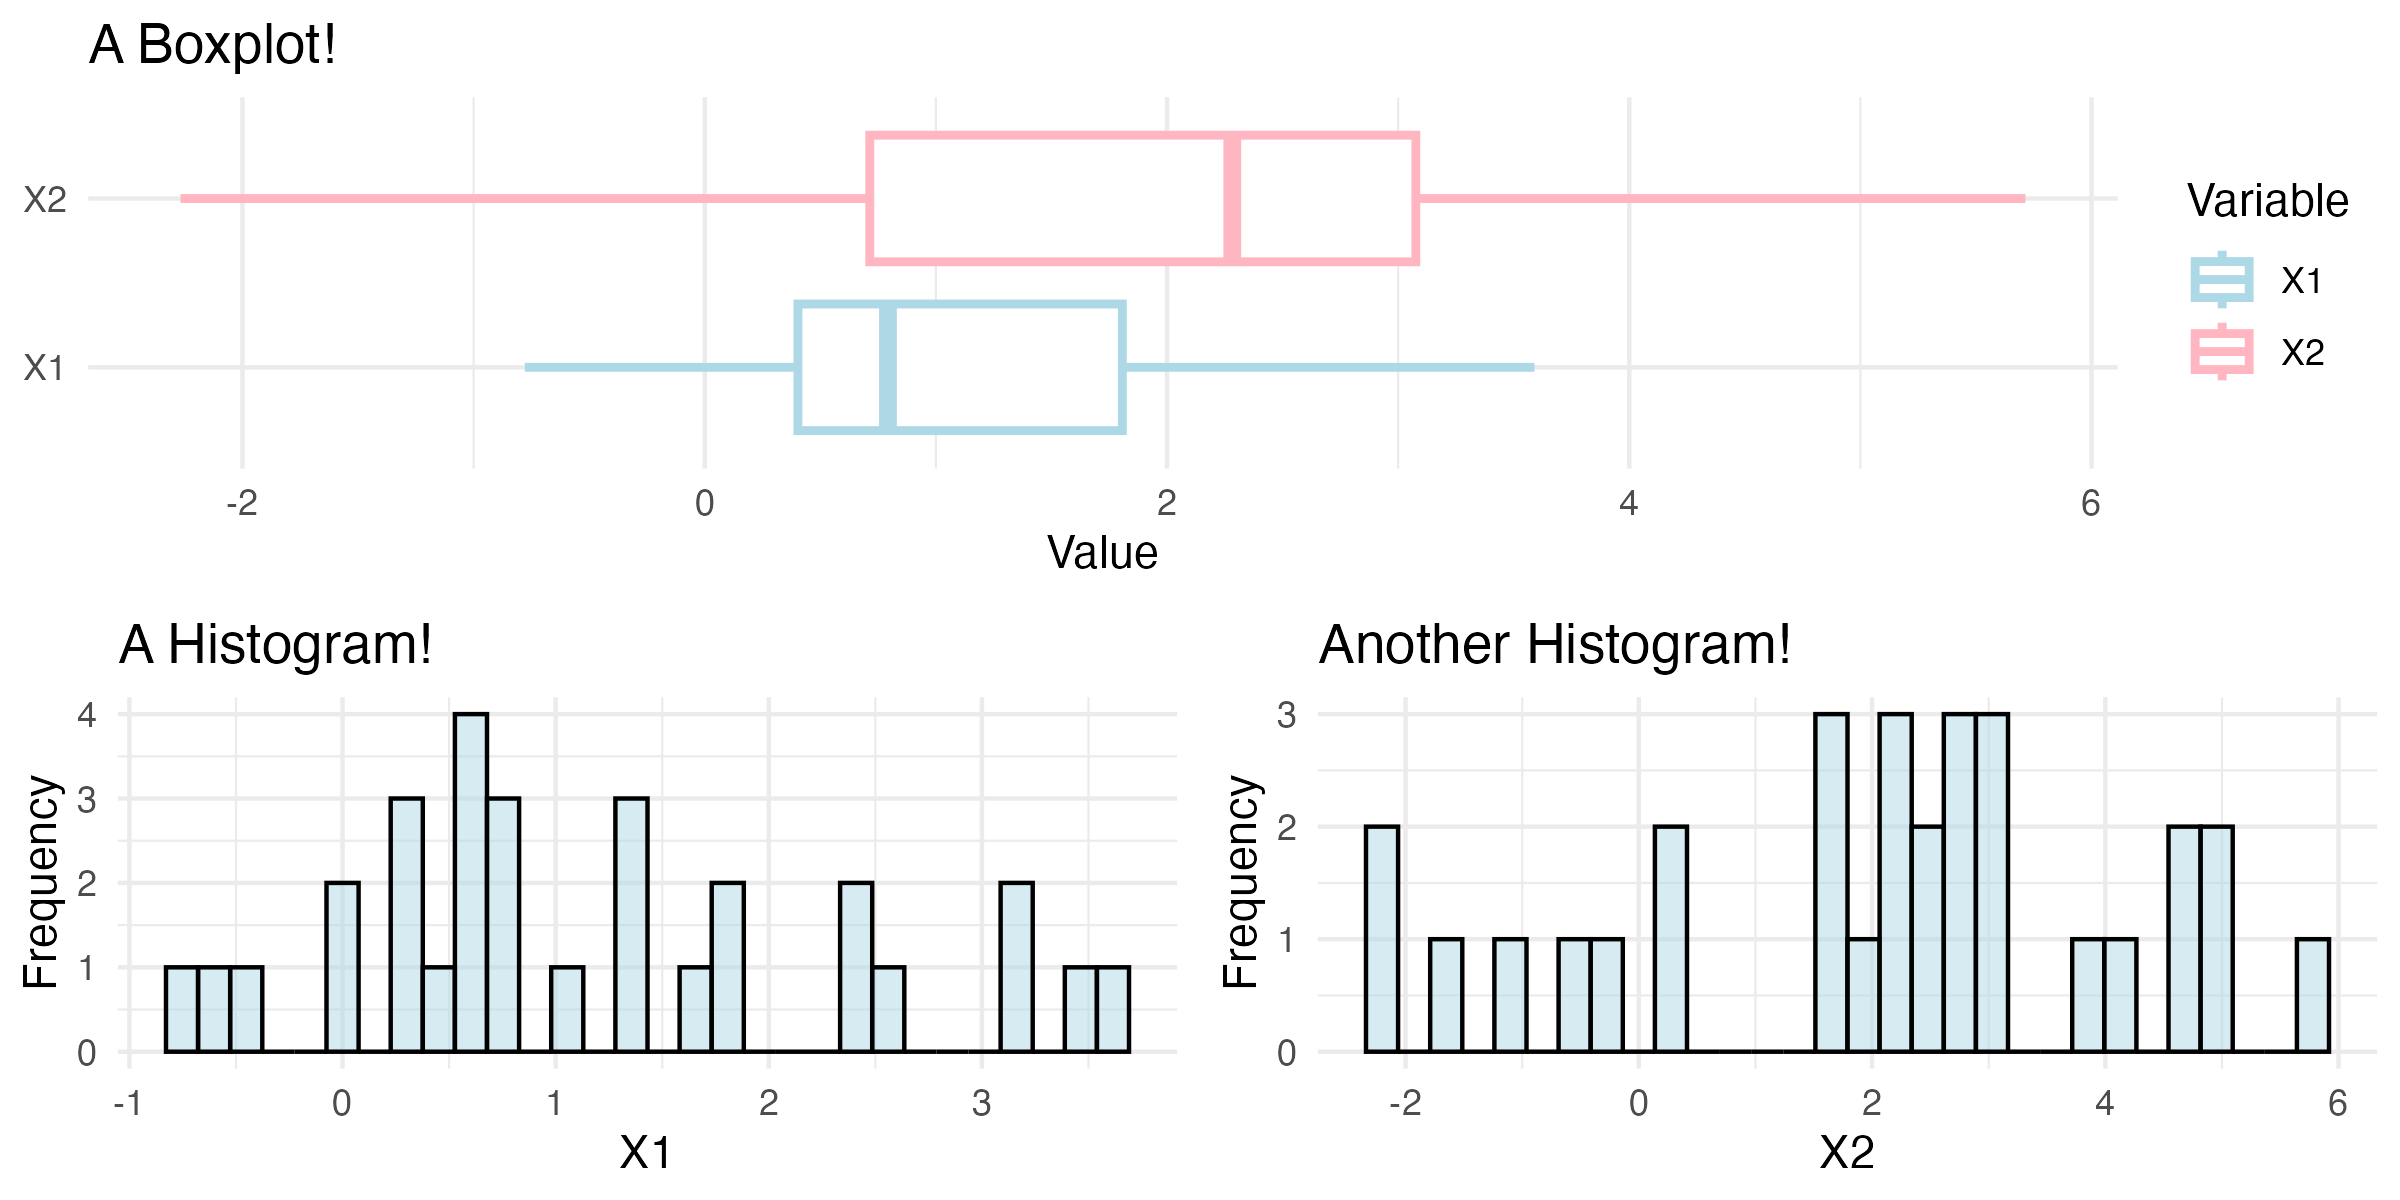 A Boxplot!
X2
X1
-2 0 2 4 6
Value
Variable
X1
X2
A Histogram!
4
3
2
1
0
Frequency
-1 0 1 2 3
X1
Another Histogram!
3
2
1
0
Frequency
-2 0 2 4 6
X2